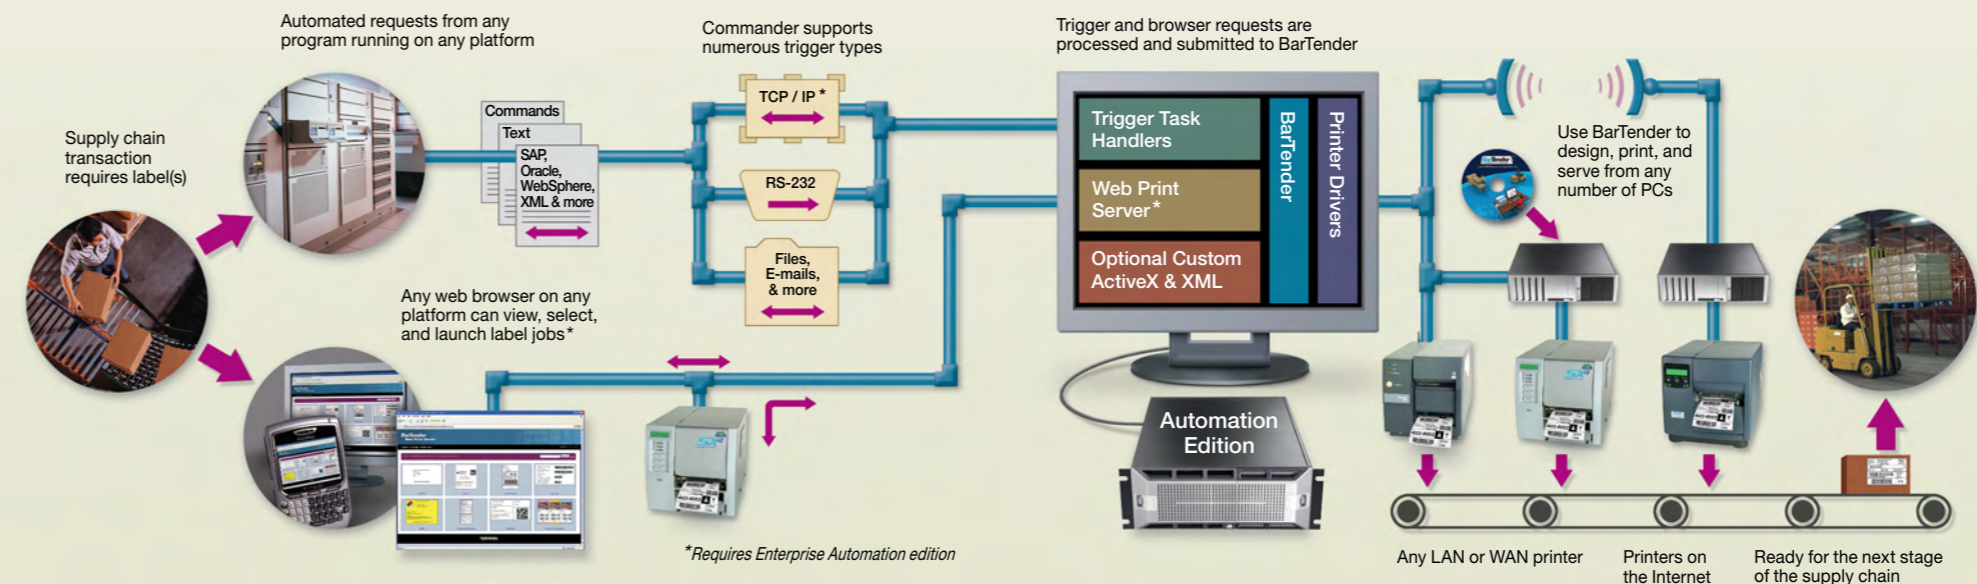 Automated requests from any
program running on any platform
Commander supports
numerous trigger types
Trigger and browser requests are
processed and submitted to BarTender
Supply chain
transaction
requires label(s)
Commands
Text
SAP,
Oracle,
WebSphere,
XML & more
TCP / IP *
RS-232
Files,
E-mails,
& more
Trigger Task
Handlers
Web Print
Server*
Optional Custom
ActiveX & XML
BarTender
Printer Drivers
Use BarTender to
design, print, and
serve from any
number of PCs
Any web browser on any
platform can view, select,
and launch label jobs*
Automation
Edition
*Requires Enterprise Automation edition
Any LAN or WAN printer
Printers on
the Internet
Ready for the next stage
of the supply chain